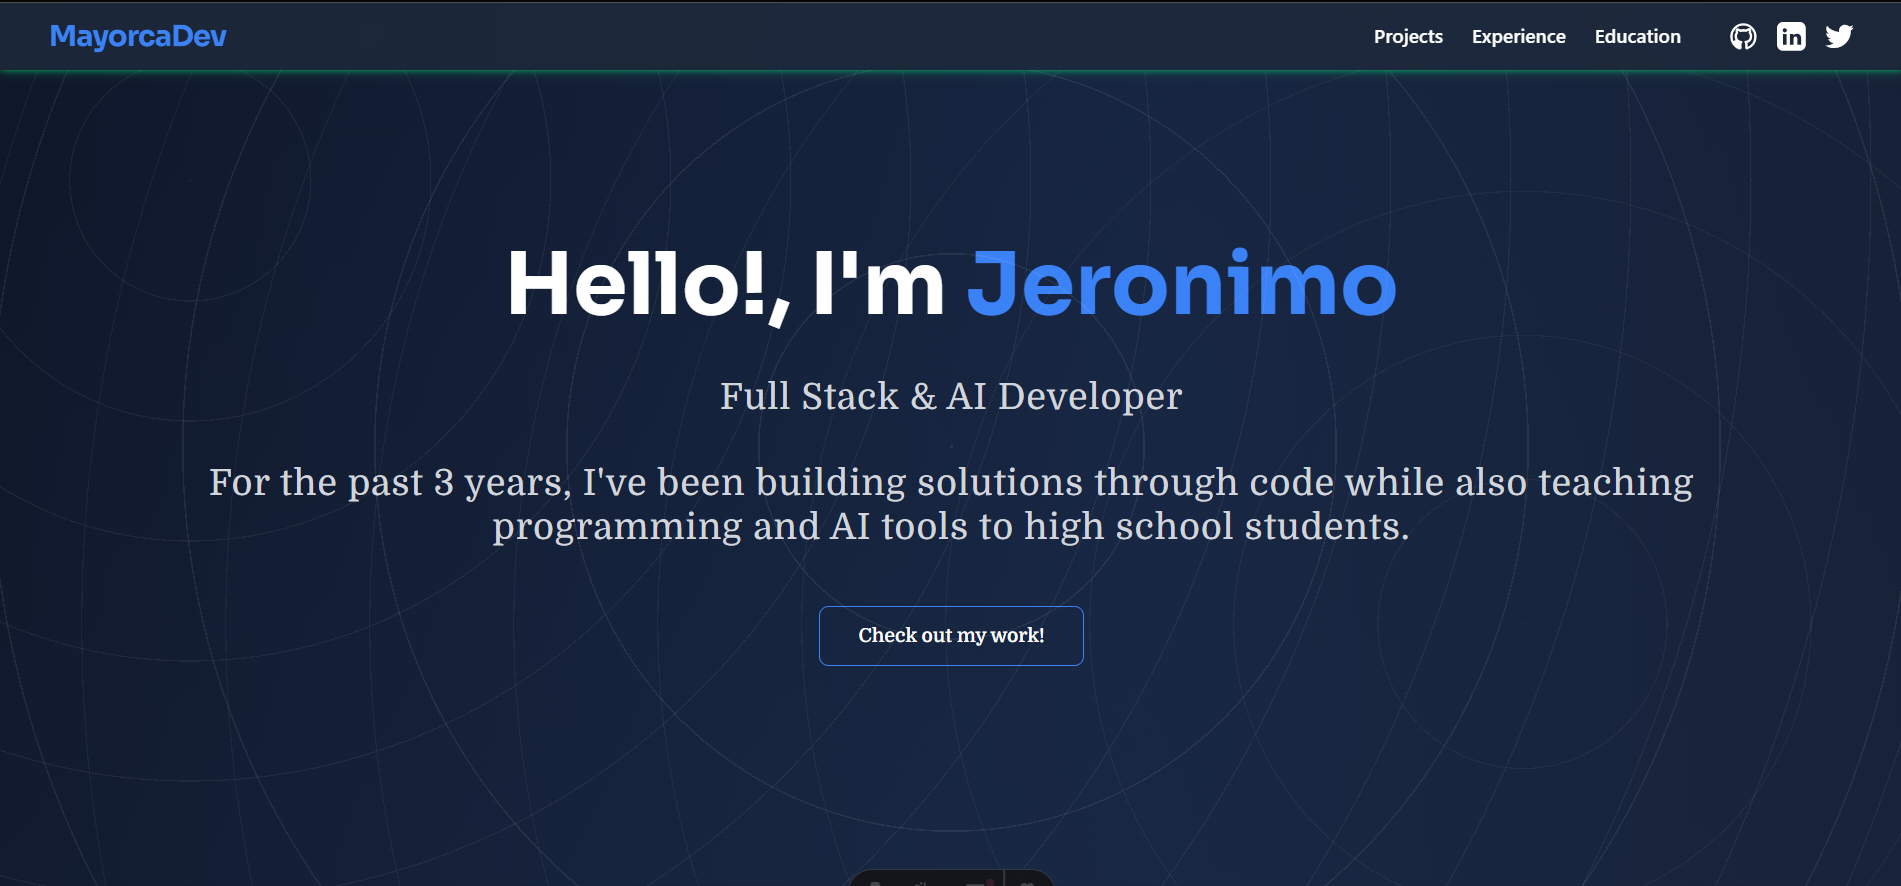 MayorcaDev
Projects
Experience
Education
Hello!, I'm Jeronimo
Full Stack & AI Developer
For the past 3 years, I've been building solutions through code while also teaching
programming and AI tools to high school students.
Check out my work!